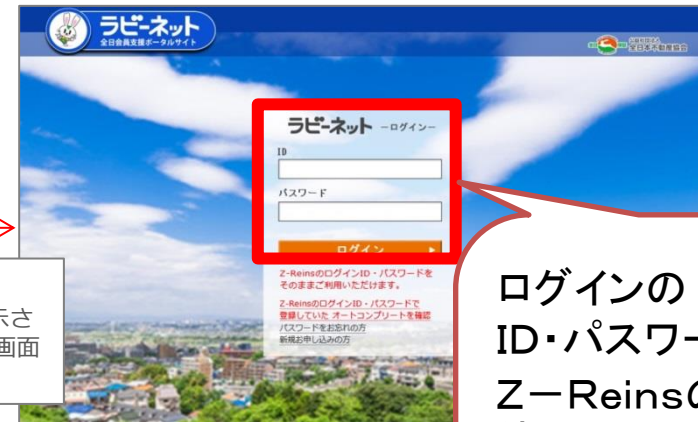 ラビーネット
全日会員支援ポータルサイト
全日本不動産協会
ラビーネット －ログイン－
ID
パスワード
ログイン
Z-ReinsのログインID・パスワードを
そのままご利用いただけます。
Z-ReinsのログインID・パスワードで
登録していた オートコンプリートを確認
パスワードをお忘れの方
新規お申し込みの方
示さ
画面
ログインの
ID・パスワー
Z－Reinsの